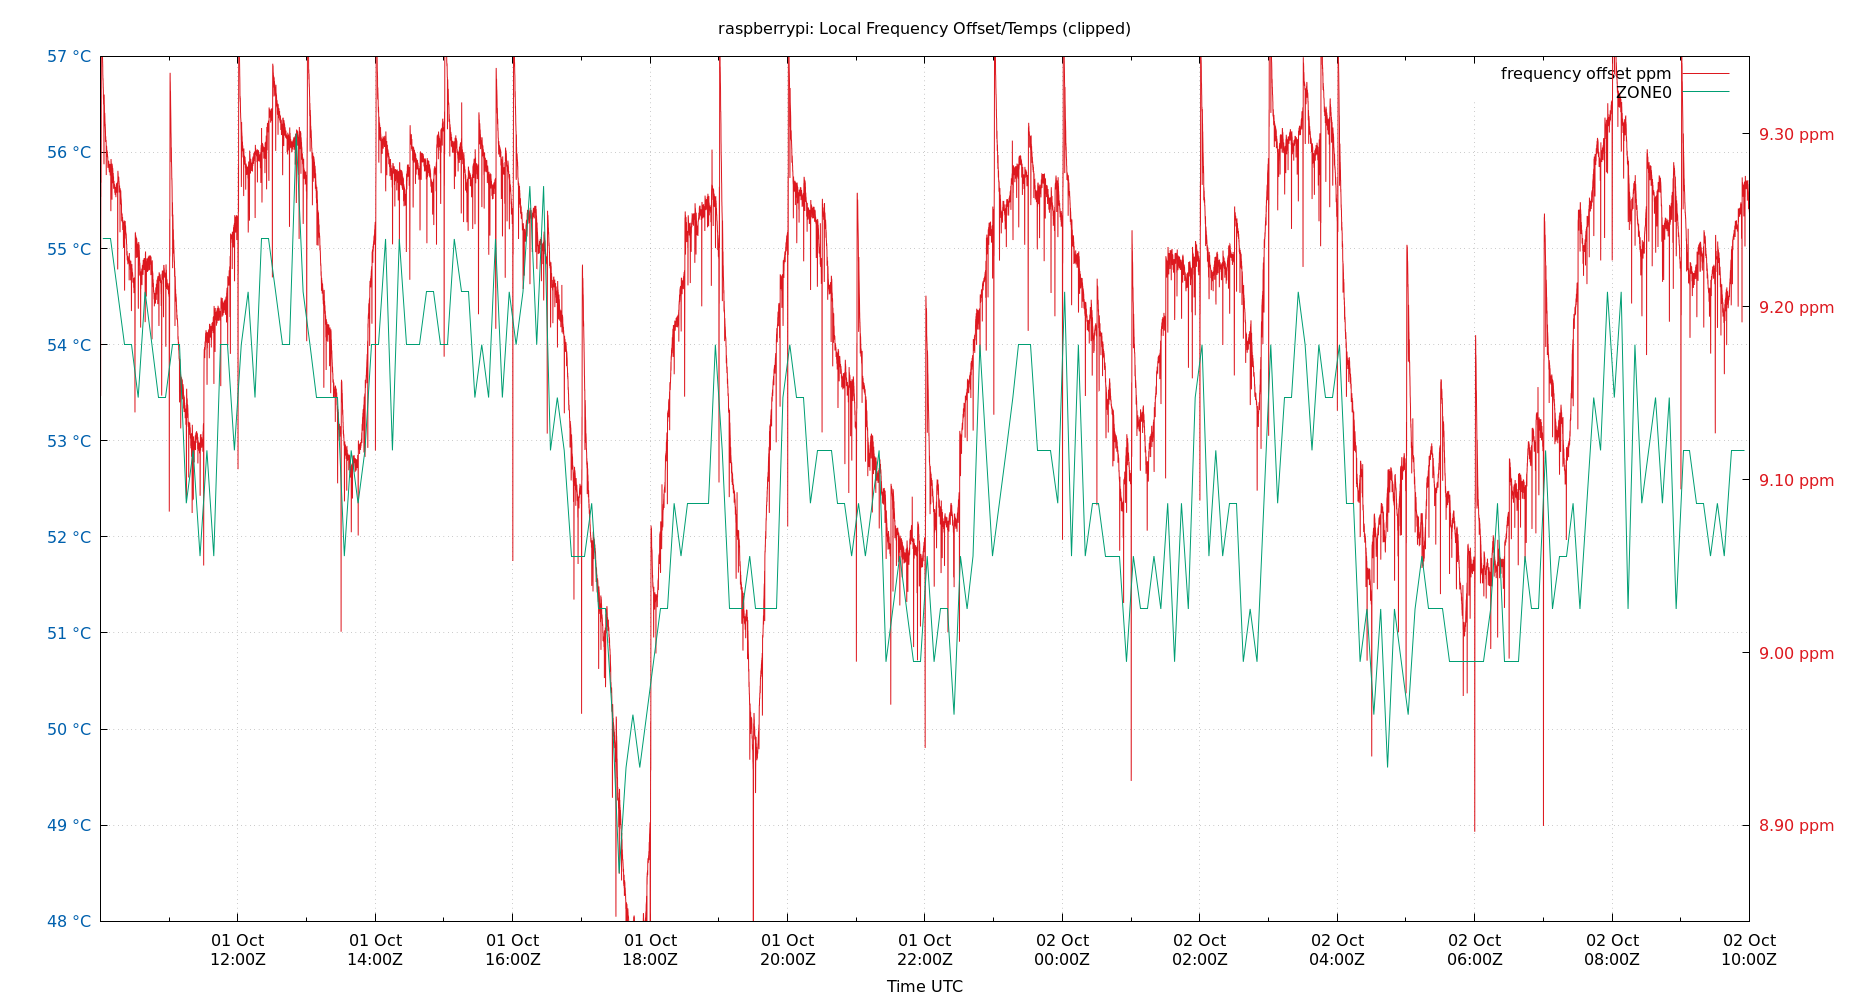 raspberrypi: Local Frequency Offset/Temps (clipped)
57 °C
56 °C
55 °C
54 °C
53 °C
52 °C
51 °C
50 °C
49 °C
48 °C
frequency offset ppm
ZONE0
9.30 ppm
9.20 ppm
9.10 ppm
9.00 ppm
8.90 ppm
01 Oct 01 Oct 01 Oct 01 Oct 01 Oct 01 Oct 02 Oct 02 Oct 02 Oct 02 Oct 02 Oct 02 Oct
12:00Z 14:00Z 16:00Z 18:00Z 20:00Z 22:00Z 00:00Z 02:00Z 04:00Z 06:00Z 08:00Z 10:00Z
Time UTC